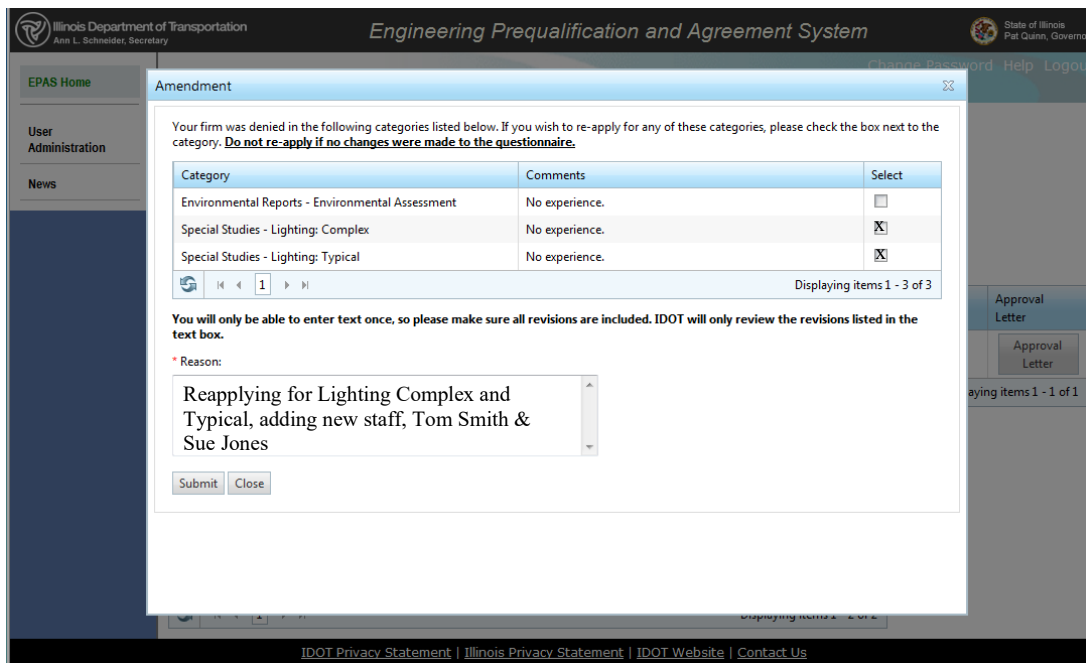 Illinois Department of Transportation
Ann L. Schneider, Secretary
Engineering Prequalification and Agreement System
State of Illinois
Pat Quinn, Governo
Change Password Help Logou
EPAS Home
User
Administration
News
Amendment
Your firm was denied in the following categories listed below. If you wish to re-apply for any of these categories, please check the box next to the
category. Do not re-apply if no changes were made to the questionnaire.
Category Comments Select
Environmental Reports - Environmental Assessment No experience.
Special Studies - Lighting: Complex No experience. X
Special Studies - Lighting: Typical No experience. X
1 Displaying items 1 - 3 of 3
You will only be able to enter text once, so please make sure all revisions are included. IDOT will only review the revisions listed in the
text box.
* Reason:
Reapplying for Lighting Complex and
Typical, adding new staff, Tom Smith &
Sue Jones
Submit Close
Approval
Letter
Approval
Letter
aying items 1 - 1 of 1
1 Displaying items 1 - 2 of 2
IDOT Privacy Statement | Illinois Privacy Statement | IDOT Website | Contact Us